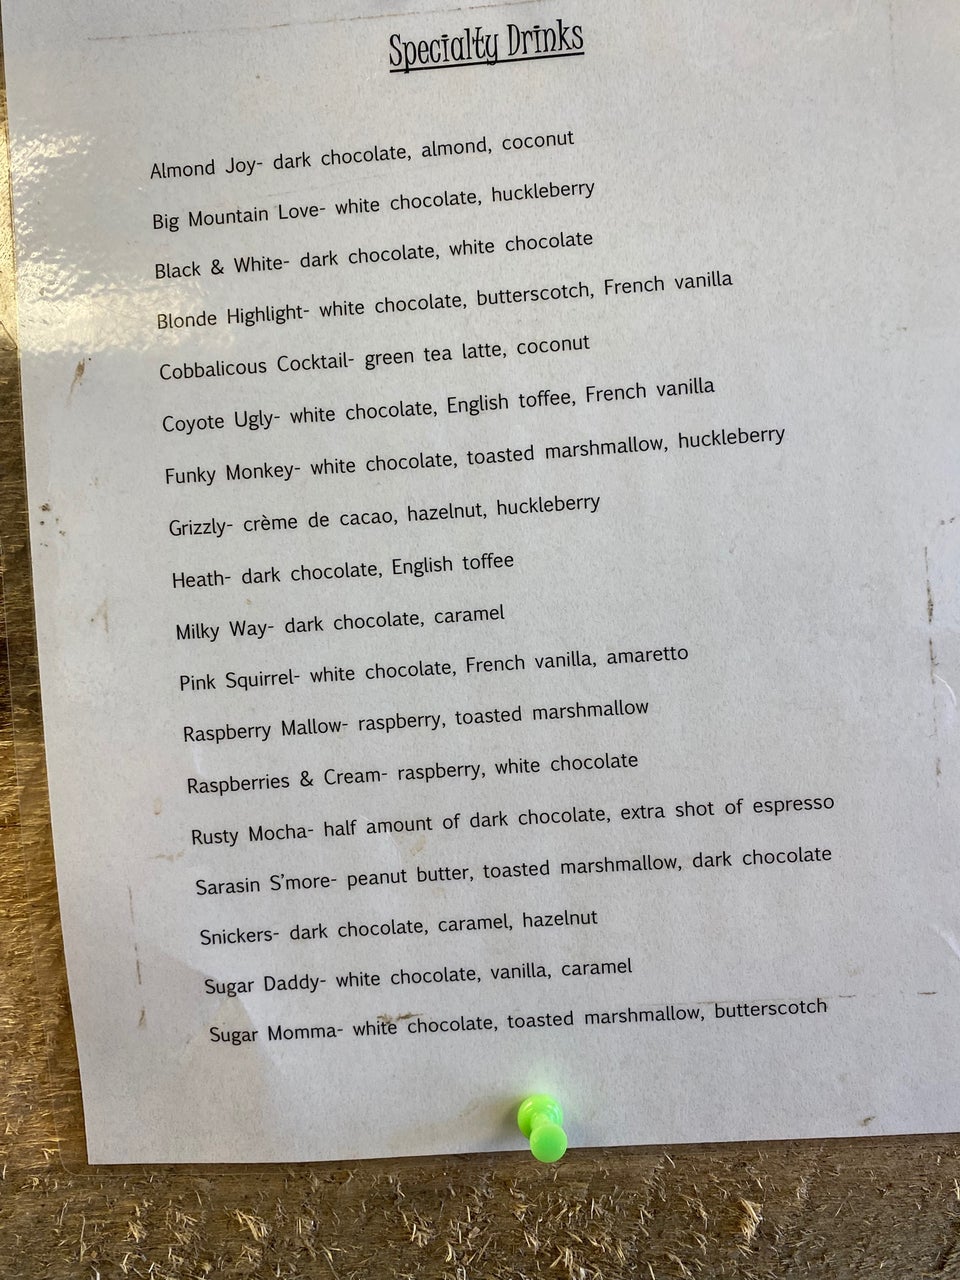 Specialty Drinks
Almond Joy- dark chocolate, almond, coconut
Big Mountain Love- white chocolate, huckleberry
Black & White- dark chocolate, white chocolate
Blonde Highlight- white chocolate, butterscotch, French vanilla
Cobbalicous Cocktail- green tea latte, coconut
Coyote Ugly- white chocolate, English toffee, French vanilla
Funky Monkey- white chocolate, toasted marshmallow, huckleberry
Grizzly- crème de cacao, hazelnut, huckleberry
Heath- dark chocolate, English toffee
Milky Way- dark chocolate, caramel
Pink Squirrel- white chocolate, French vanilla, amaretto
Raspberry Mallow- raspberry, toasted marshmallow
Raspberries & Cream- raspberry, white chocolate
Rusty Mocha- half amount of dark chocolate, extra shot of espresso
Sarasin S'more- peanut butter, toasted marshmallow, dark chocolate
Snickers- dark chocolate, caramel, hazelnut
Sugar Daddy- white chocolate, vanilla, caramel
Sugar Momma- white chocolate, toasted marshmallow, butterscotch